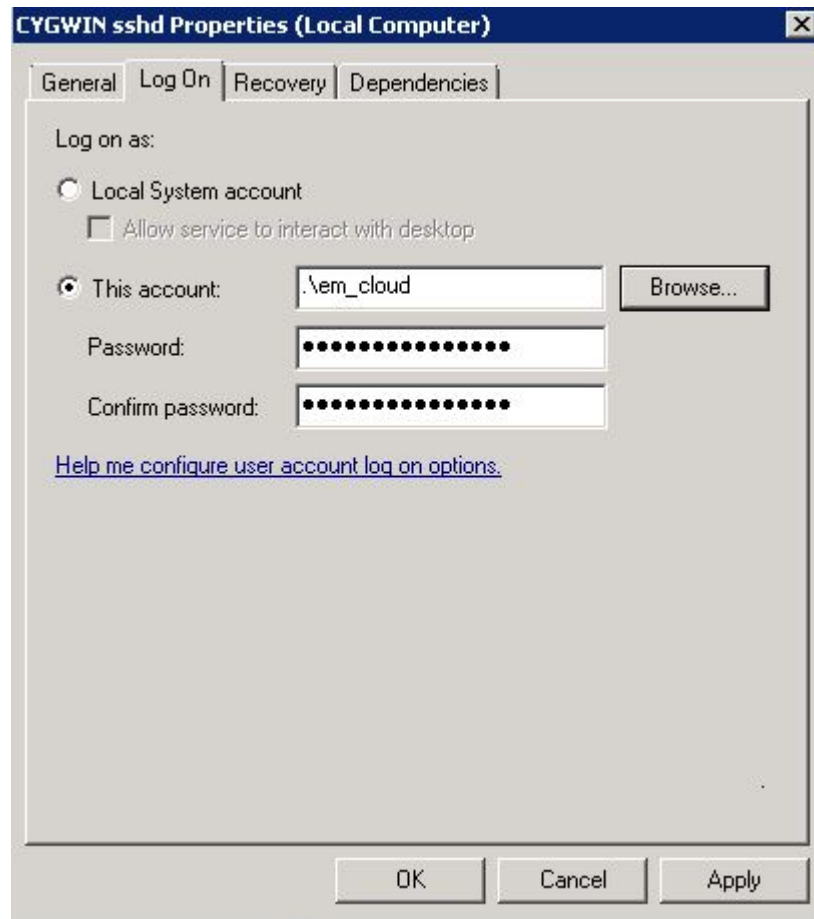 CYGWIN sshd Properties (Local Computer)
General Log On Recovery Dependencies
Log on as:
Local System account
Allow service to interact with desktop
This account: .\em_cloud Browse...
Password: •••••••••••••••
Confirm password: •••••••••••••••
Help me configure user account log on options.
OK Cancel Apply